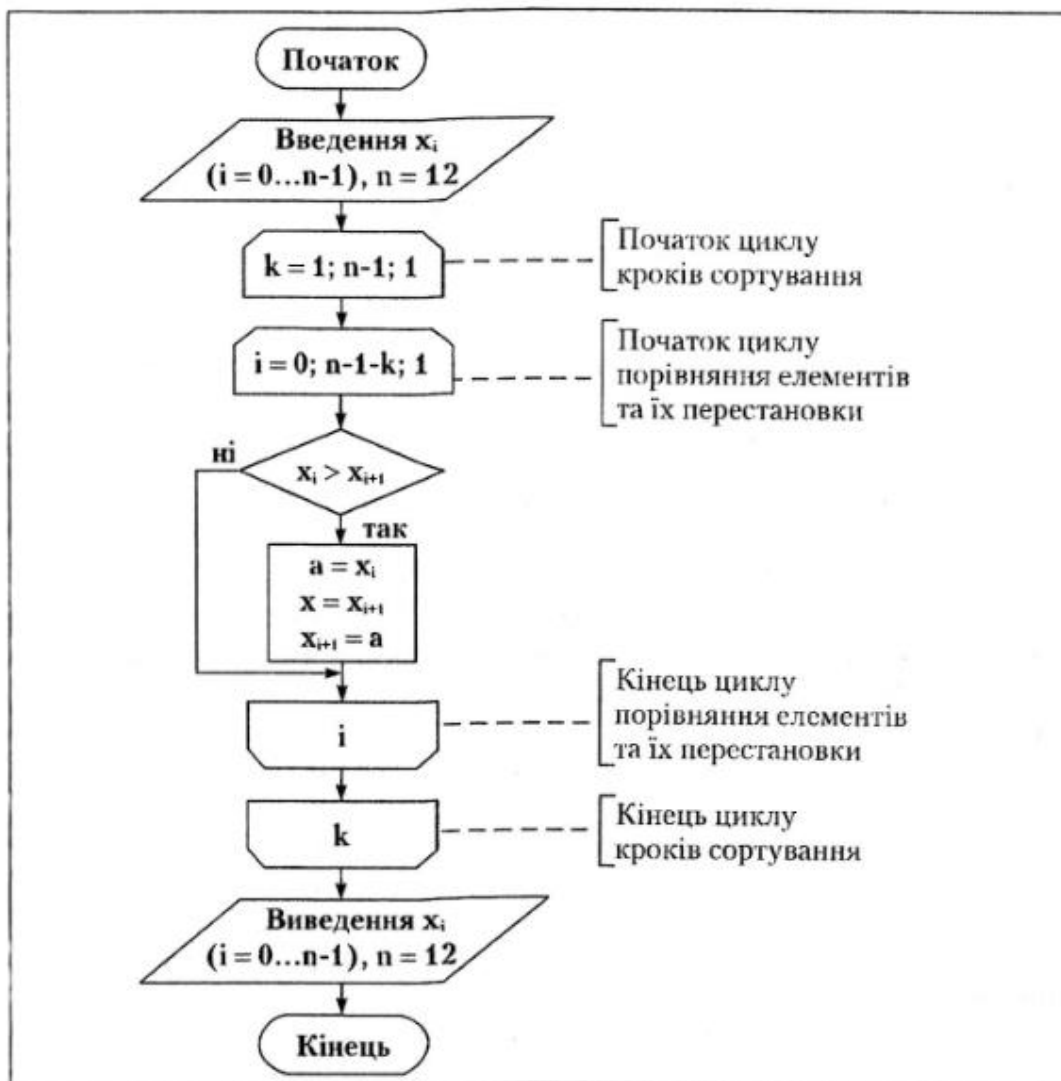 Початок
Введення xᵢ
(i = 0...n-1), n = 12
k = 1; n-1; 1
Початок циклу
кроків сортування
i = 0; n-1-k; 1
Початок циклу
порівняння елементів
та їх перестановки
ні
xᵢ > xᵢ₊₁
так
a = xᵢ
x = xᵢ₊₁
xᵢ₊₁ = a
Кінець циклу
порівняння елементів
та їх перестановки
i
k
Кінець циклу
кроків сортування
Виведення xᵢ
(i = 0...n-1), n = 12
Кінець